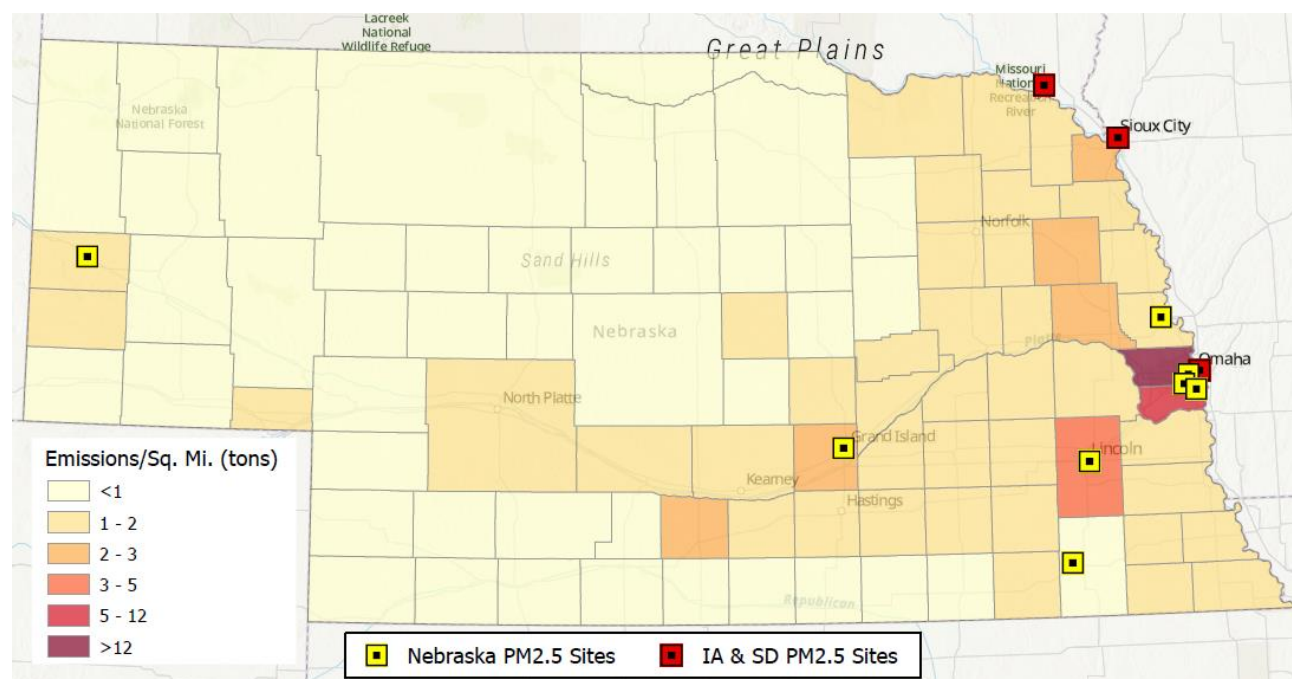 Lacreek
National
Wildlife Refuge
Great Plains
Missouri
Nation
Recreation
River
Nebraska
National Forest
Sioux City
Norfolk
Sand Hills
Nebraska
Platte
Omaha
North Platte
Grand Island
Lincoln
Kearney
Hastings
Republican
Emissions/Sq. Mi. (tons)
<1
1 - 2
2 - 3
3 - 5
5 - 12
>12
Nebraska PM2.5 Sites
IA & SD PM2.5 Sites